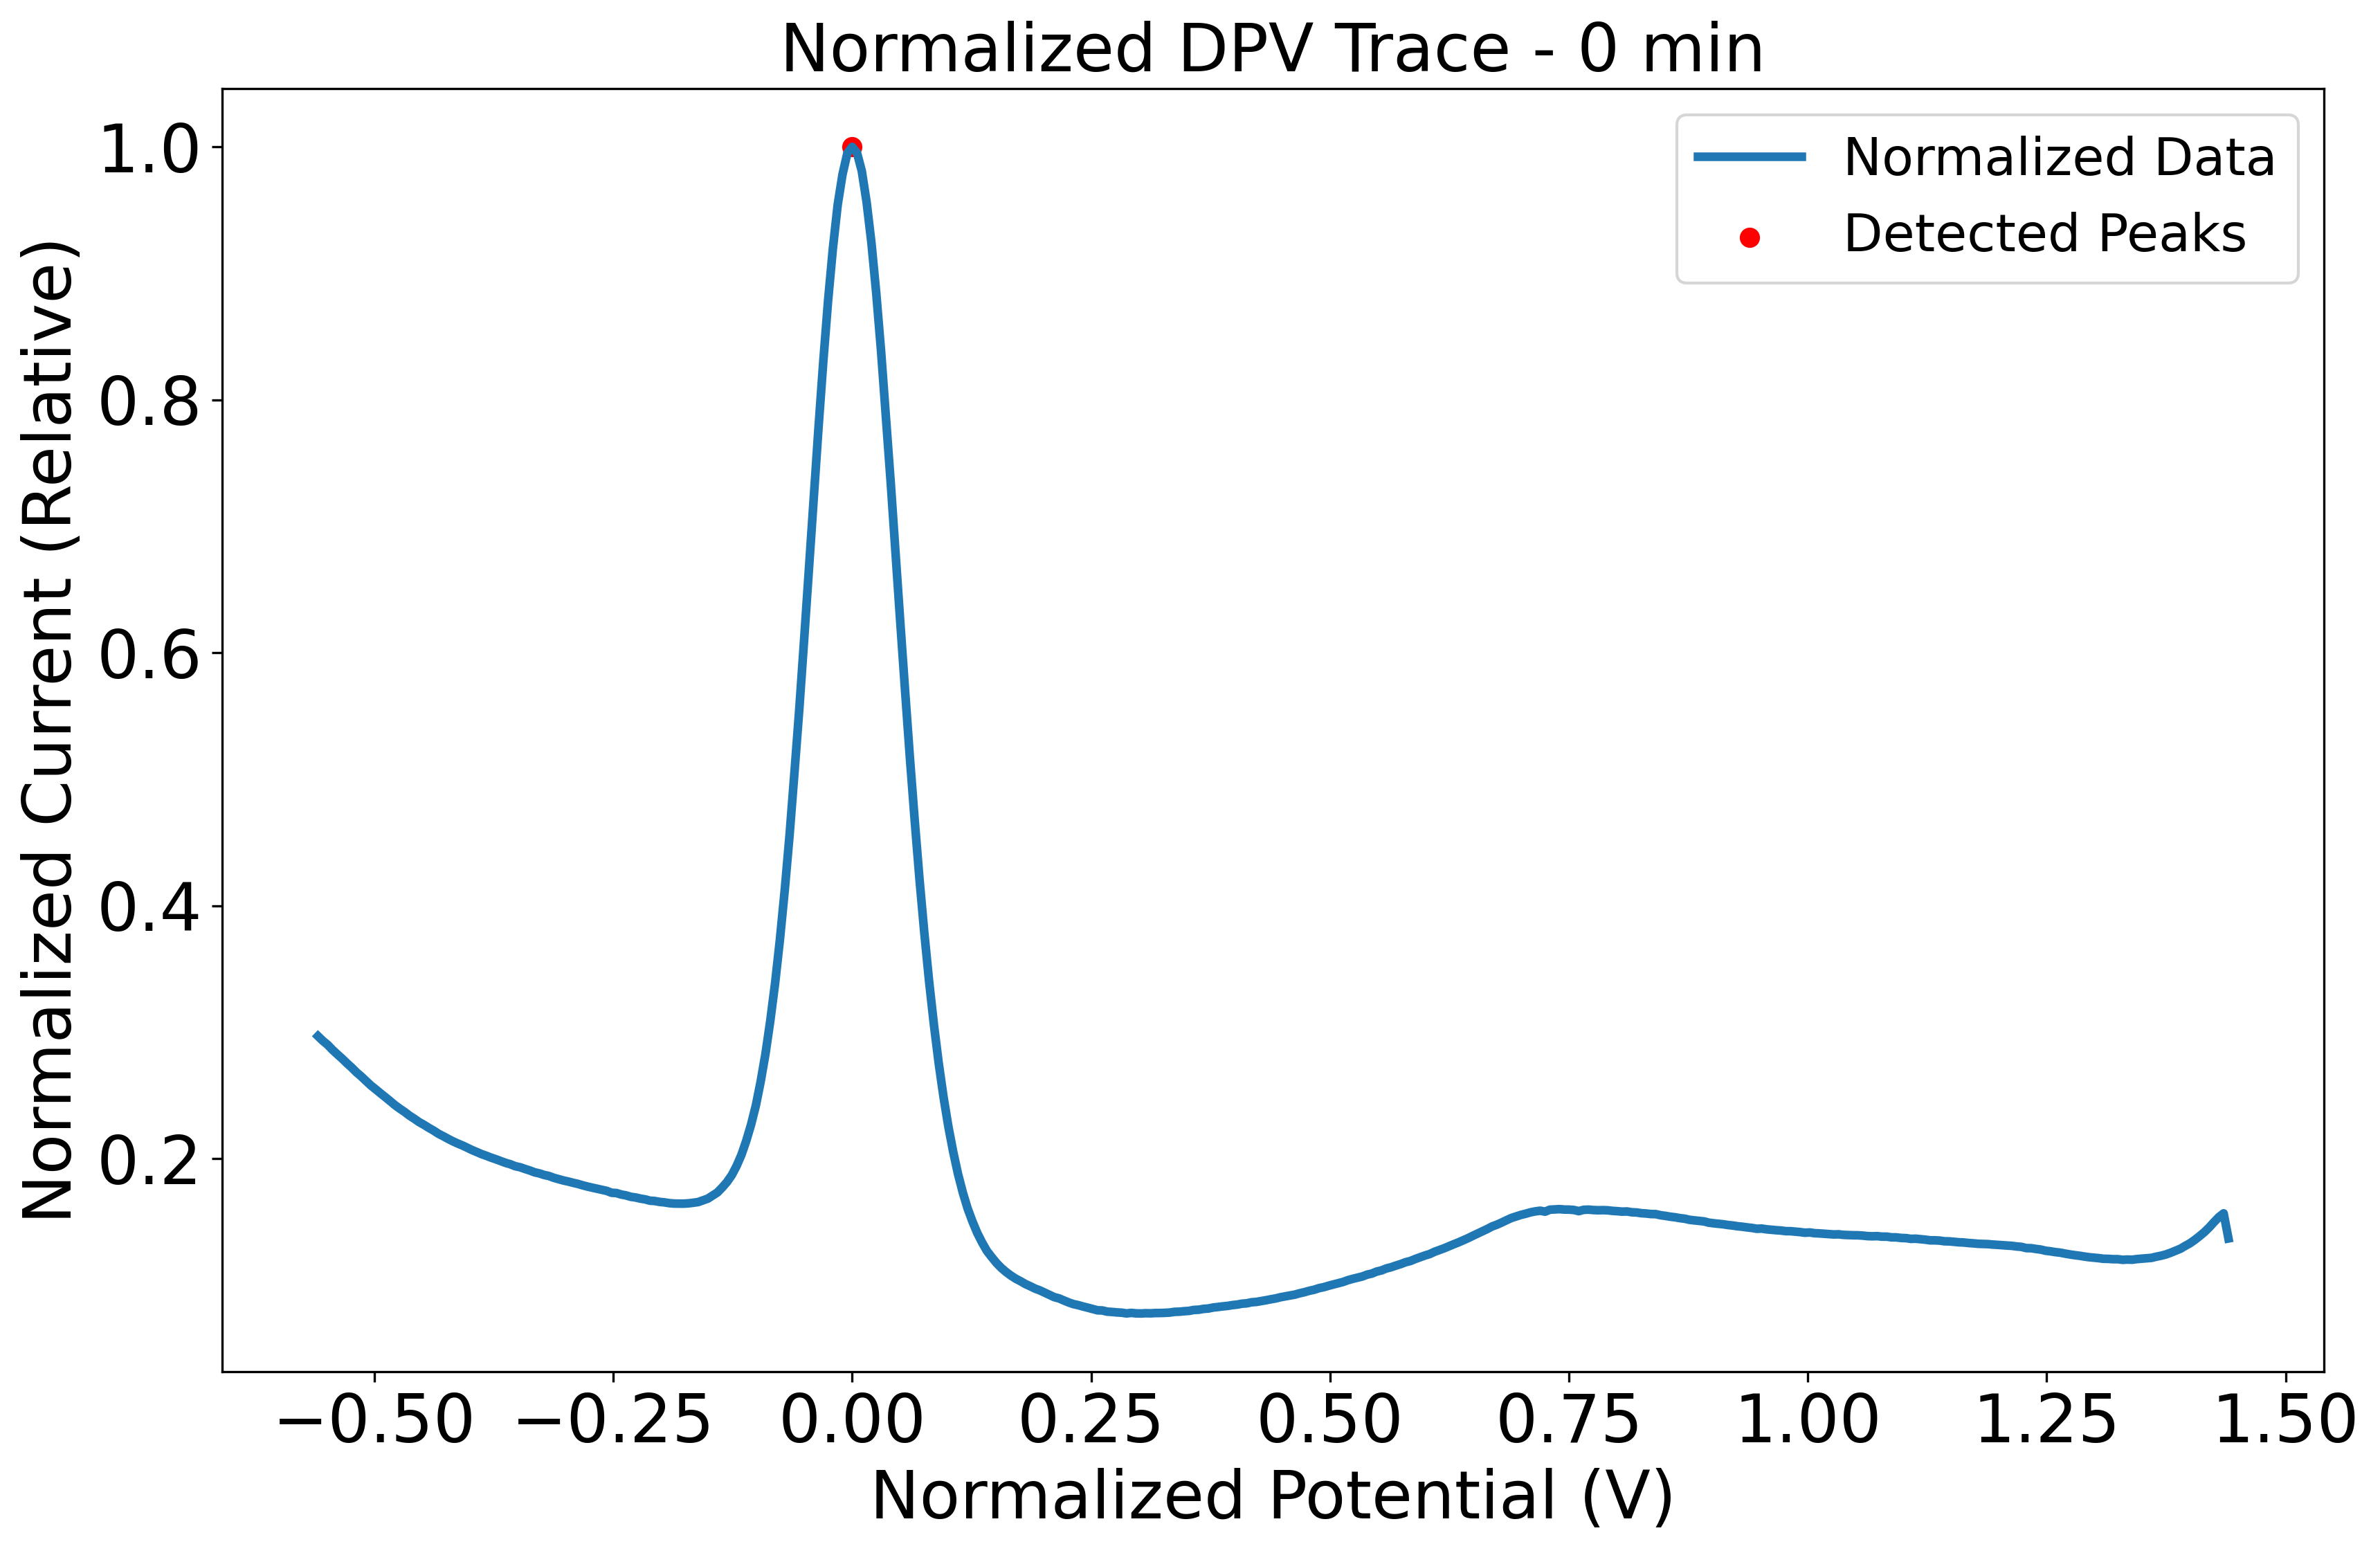 Normalized DPV Trace - 0 min
Normalized Data
Detected Peaks
1.0
0.8
0.6
0.4
0.2
Normalized Current (Relative)
−0.50 −0.25 0.00 0.25 0.50 0.75 1.00 1.25 1.50
Normalized Potential (V)